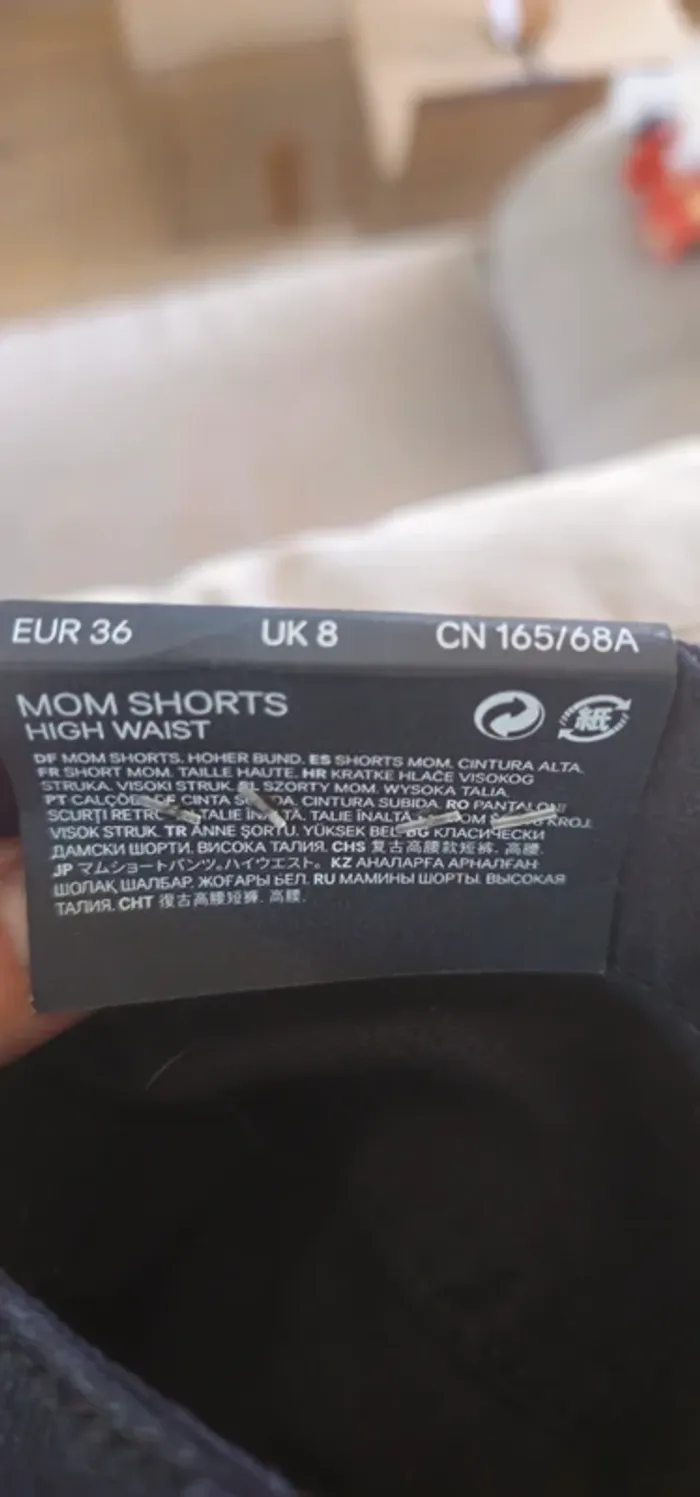 EUR 36 UK 8 CN 165/68A
MOM SHORTS
HIGH WAIST
紙
DE MOM SHORTS. HOHER BUND. ES SHORTS MOM. CINTURA ALTA.
FR SHORT MOM. TAILLE HAUTE. HR KRATKE HLAČE VISOKOG
STRUKA. VISOKI STRUK. PL SZORTY MOM. WYSOKA TALIA.
PT CINTA CINTURA SUBIDA. RO PANTALONI
SCURȚI RETRO TALIE TALIE ÎNALTĂ KROJ.
VISOK STRUK. TR ANNE ŞORTU. YÜKSEK BEL. BG КЛАСИЧЕСКИ
ДАМСКИ ШОРТИ. ВИСОКА ТАЛИЯ. CHS 复古高腰款短裤. 高腰.
JP マムショートパンツ。ハイウエスト。 KZ АНАЛАРҒА АРНАЛҒАН
ШОЛАҚ ШАЛБАР. ЖОҒАРЫ БЕЛ. RU МАМИНЫ ШОРТЫ. ВЫСОКАЯ
ТАЛИЯ. CHT 復古高腰短褲. 高腰.